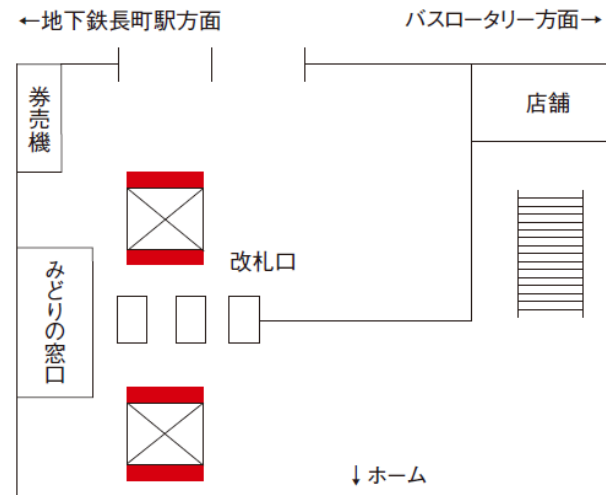 ←地下鉄長町駅方面
バスロータリー方面→
券売機
店舗
改札口
みどりの窓口
↓ホーム